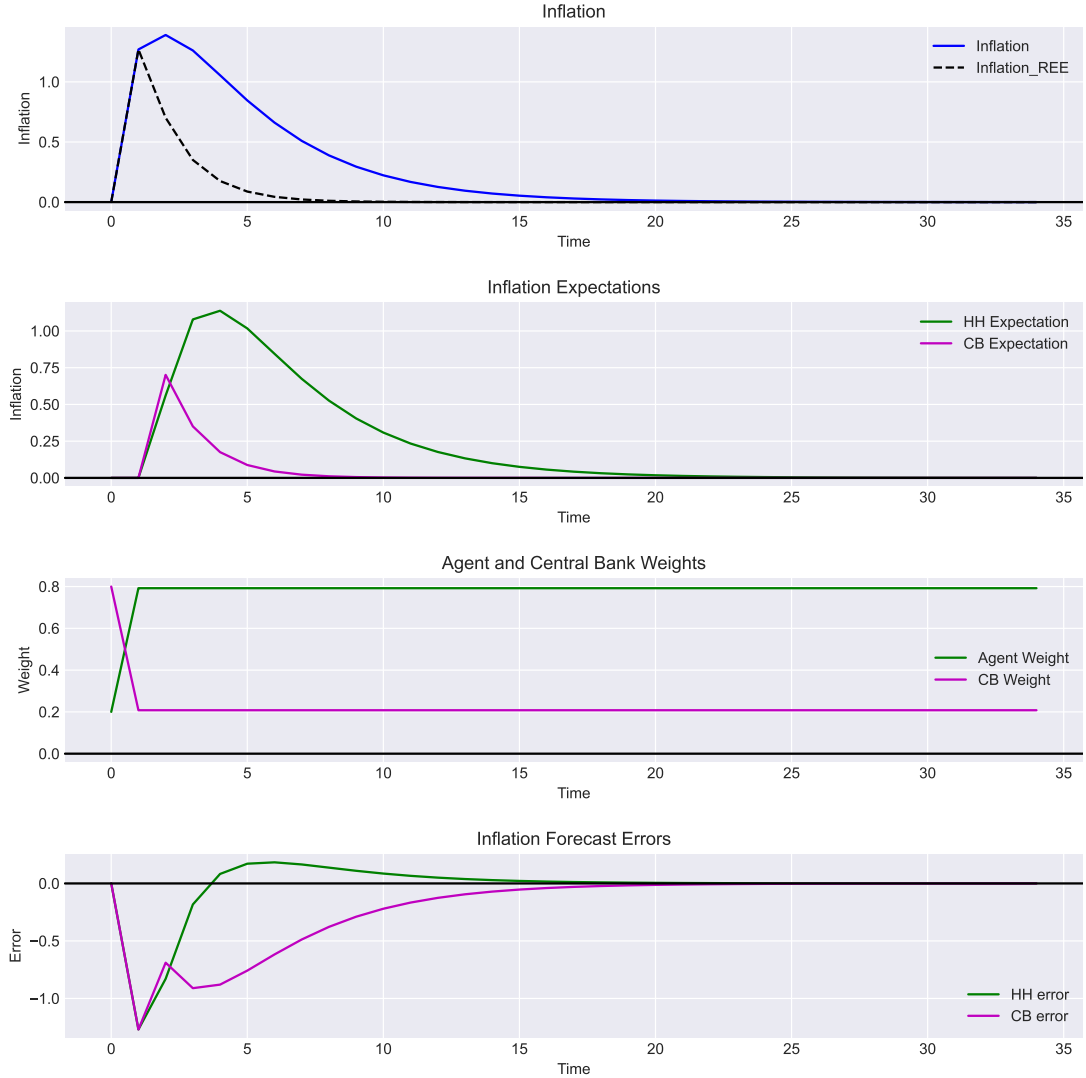 Inflation
Inflation
Inflation_REE
1.0
0.5
0.0
Inflation
0 5 10 15 20 25 30 35
Time
Inflation Expectations
HH Expectation
CB Expectation
1.00
0.75
0.50
0.25
0.00
Inflation
0 5 10 15 20 25 30 35
Time
Agent and Central Bank Weights
0.8
0.6
0.4
0.2
0.0
Weight
Agent Weight
CB Weight
0 5 10 15 20 25 30 35
Time
Inflation Forecast Errors
0.0
−0.5
−1.0
Error
HH error
CB error
0 5 10 15 20 25 30 35
Time